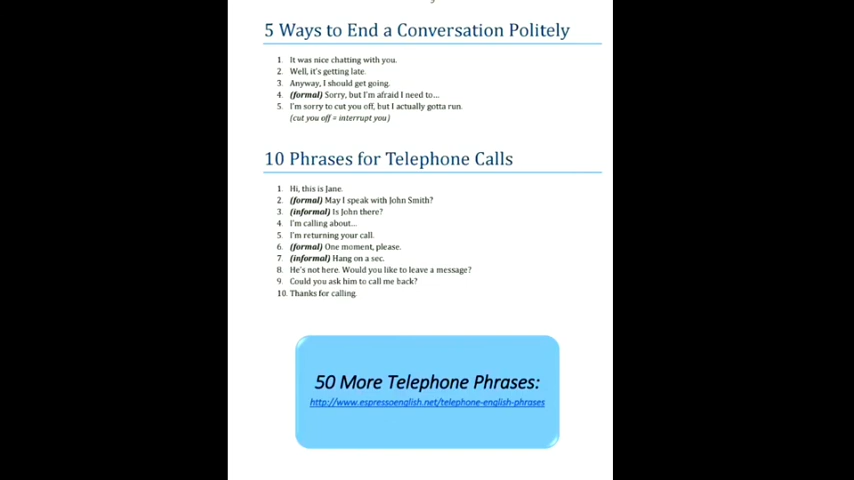 5 Ways to End a Conversation Politely
1. It was nice chatting with you.
2. Well, it's getting late.
3. Anyway, I should get going.
4. (formal) Sorry, but I'm afraid I need to...
5. I'm sorry to cut you off, but I actually gotta run.
(cut you off = interrupt you)
10 Phrases for Telephone Calls
1. Hi, this is Jane.
2. (formal) May I speak with John Smith?
3. (informal) Is John there?
4. I'm calling about...
5. I'm returning your call.
6. (formal) One moment, please.
7. (informal) Hang on a sec.
8. He's not here. Would you like to leave a message?
9. Could you ask him to call me back?
10. Thanks for calling.
50 More Telephone Phrases:
http://www.espressoenglish.net/telephone-english-phrases